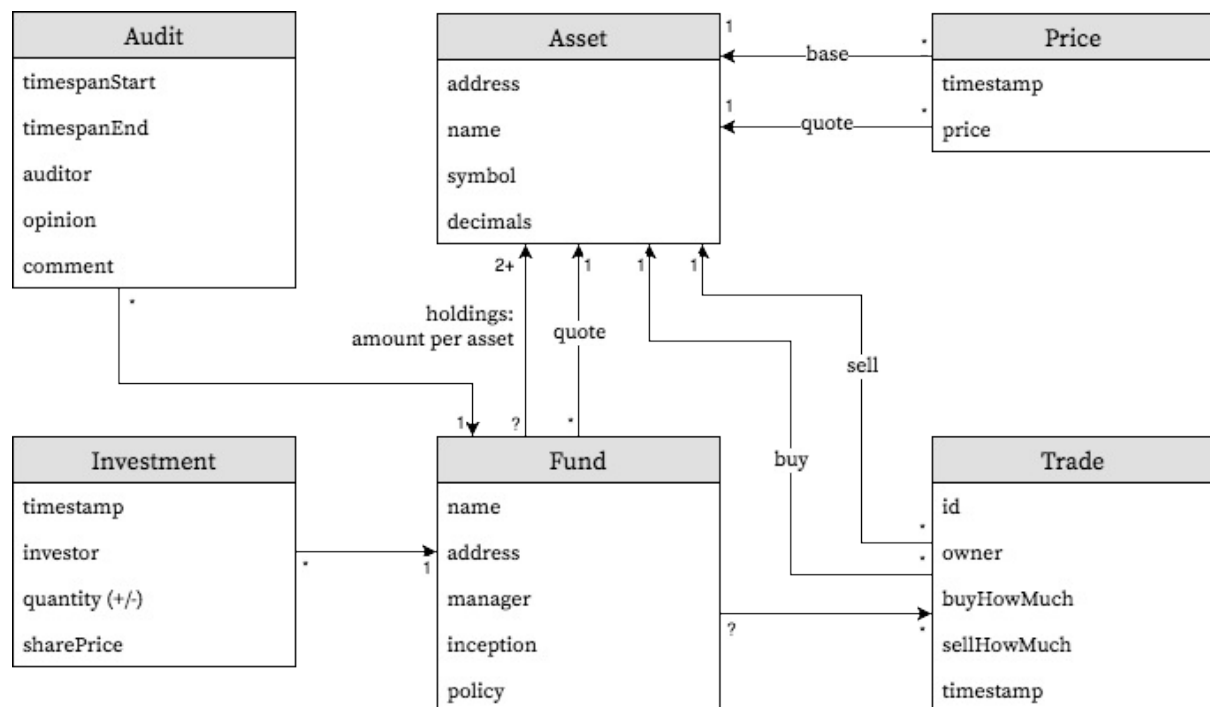 Audit
timespanStart
timespanEnd
auditor
opinion
comment
*
Asset
address
name
symbol
decimals
1
base
*
1
quote
*
Price
timestamp
price
2+
1
1
1
holdings:
amount per asset
quote
sell
buy
1
?
*
Investment
timestamp
investor
quantity (+/-)
sharePrice
*
1
Fund
name
address
manager
inception
policy
?
*
*
*
Trade
id
owner
buyHowMuch
sellHowMuch
timestamp